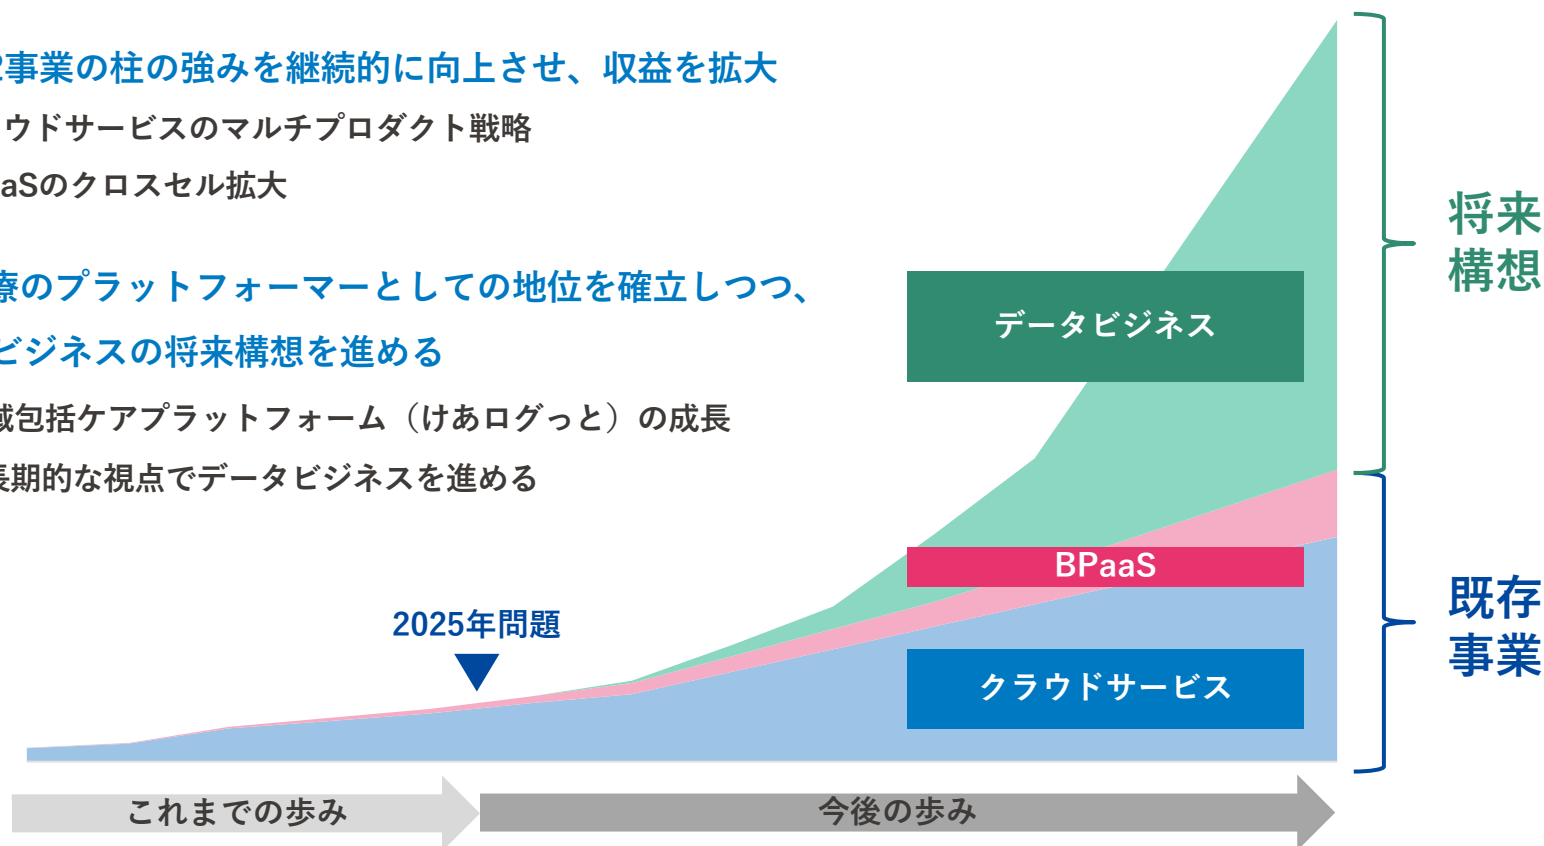 2事業の柱の強みを継続的に向上させ、収益を拡大
ウドサービスのマルチプロダクト戦略
aSのクロスセル拡大
療のプラットフォーマーとしての地位を確立しつつ、
ビジネスの将来構想を進める
域包括ケアプラットフォーム（けあログっと）の成長
長期的な視点でデータビジネスを進める
将来
構想
データビジネス
BPaaS
2025年問題
既存
事業
クラウドサービス
これまでの歩み
今後の歩み